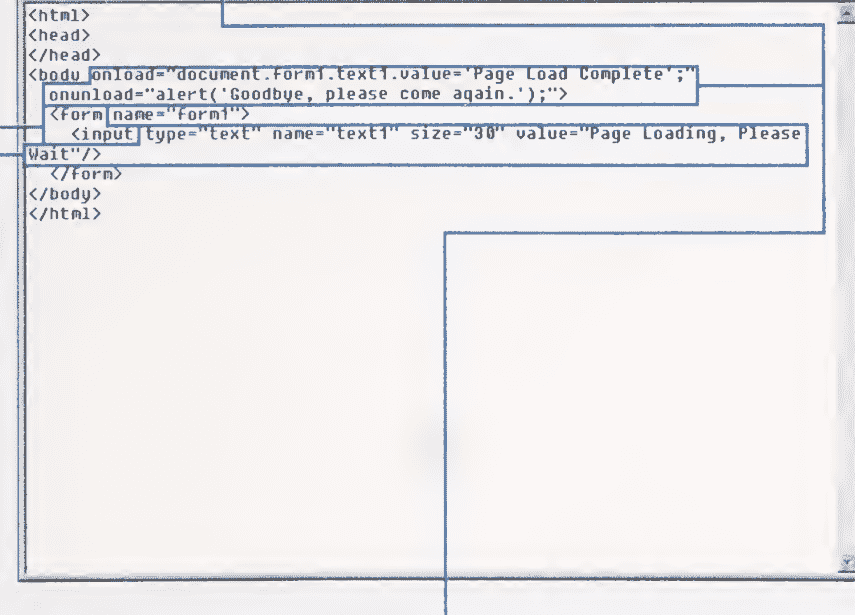 <html>
<head>
</head>
<body onload="document.form1.text1.value='Page Load Complete';"
onunload="alert('Goodbye, please come again.');">
<form name="form1">
<input type="text" name="text1" size="30" value="Page Loading, Please
Wait"/>
</form>
</body>
</html>